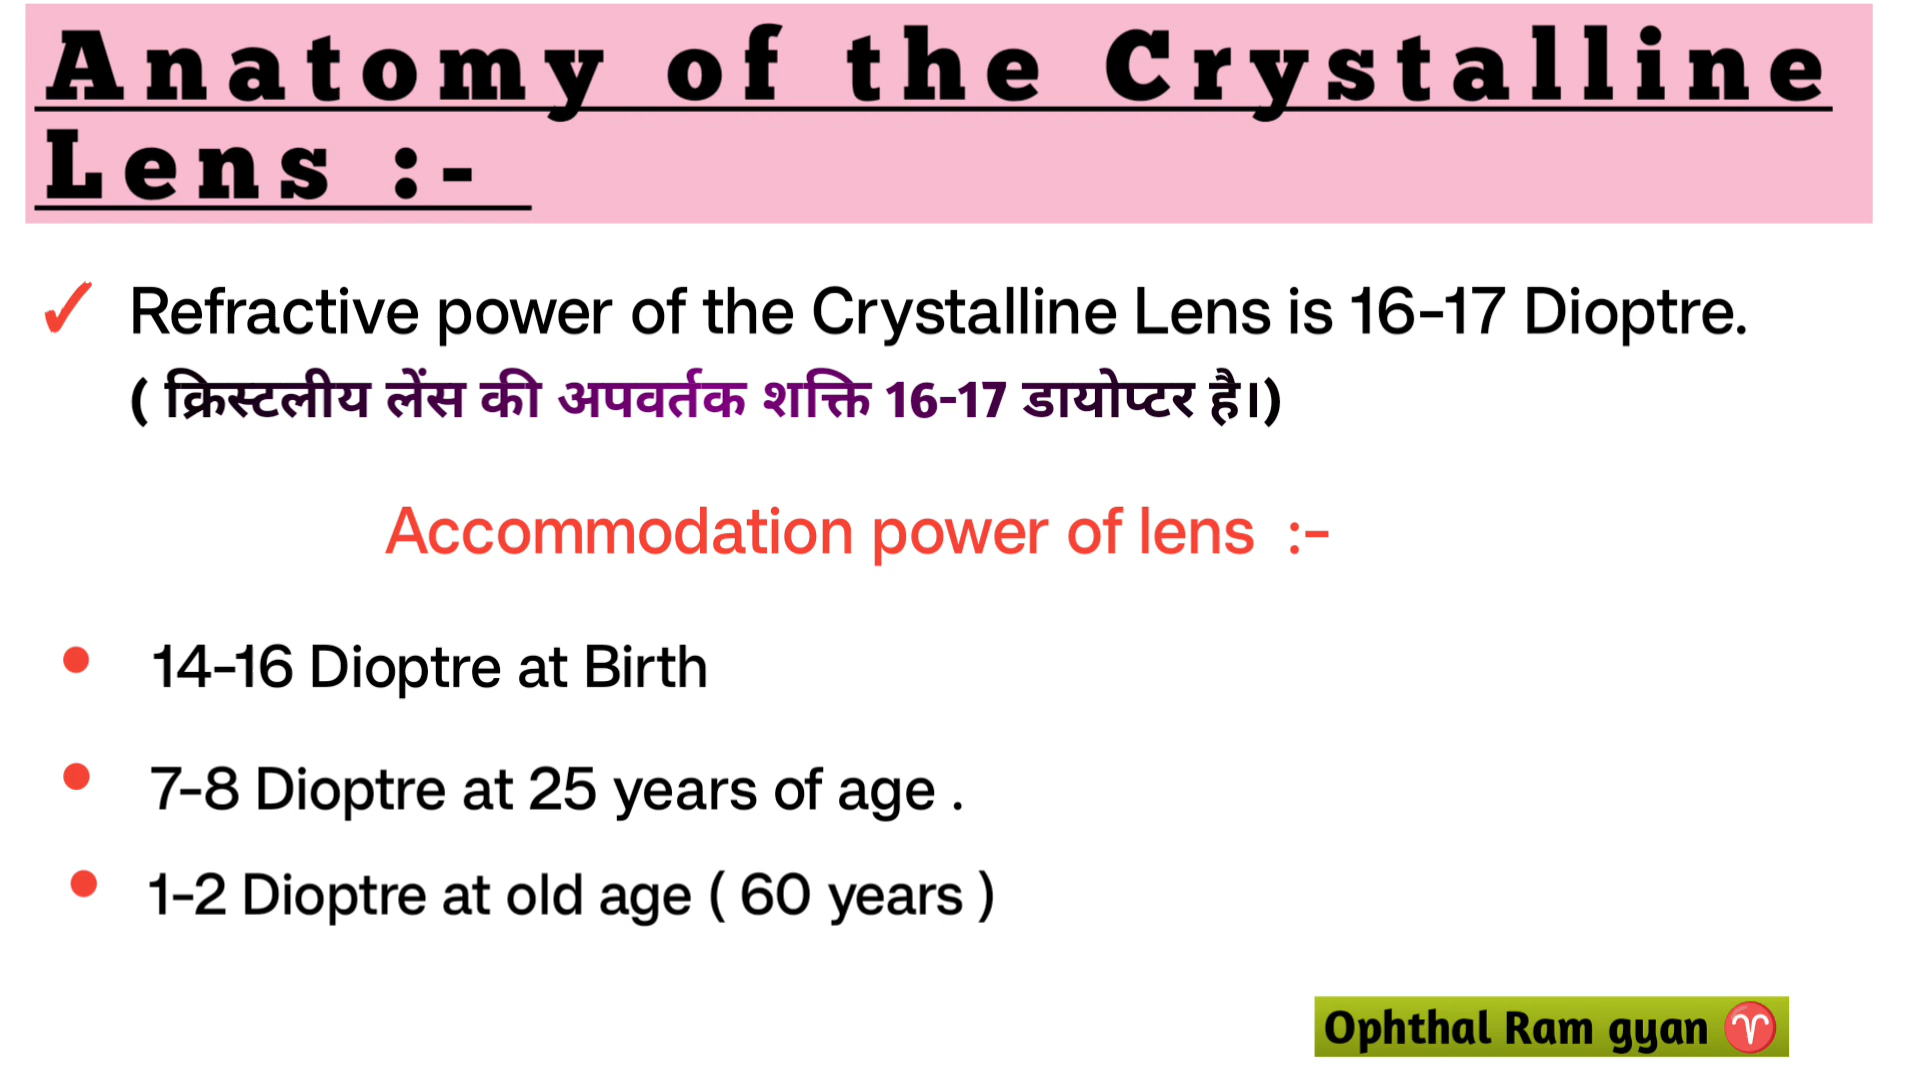 Anatomy of the Crystalline
Lens :-
✓ Refractive power of the Crystalline Lens is 16-17 Dioptre.
( क्रिस्टलीय लेंस की अपवर्तक शक्ति 16-17 डायोप्टर है।)
Accommodation power of lens :-
• 14-16 Dioptre at Birth
• 7-8 Dioptre at 25 years of age .
• 1-2 Dioptre at old age ( 60 years )
Ophthal Ram gyan ♈